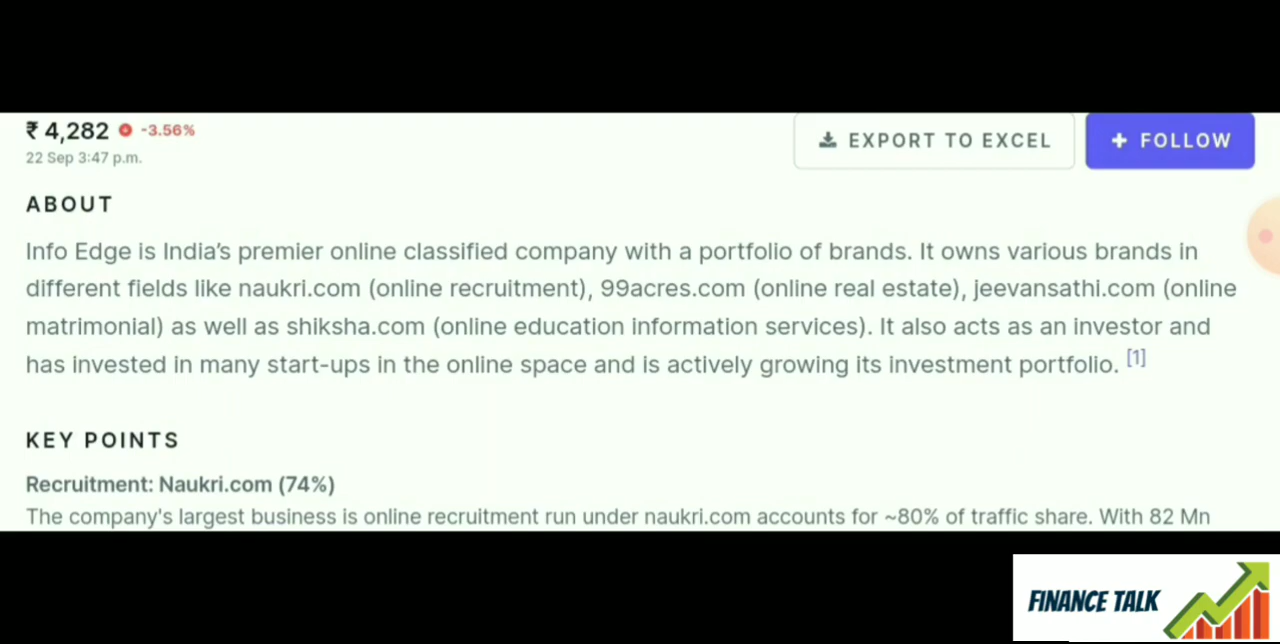 ₹ 4,282 -3.56%
22 Sep 3:47 p.m.
EXPORT TO EXCEL
+ FOLLOW
ABOUT
Info Edge is India’s premier online classified company with a portfolio of brands. It owns various brands in
different fields like naukri.com (online recruitment), 99acres.com (online real estate), jeevansathi.com (online
matrimonial) as well as shiksha.com (online education information services). It also acts as an investor and
has invested in many start-ups in the online space and is actively growing its investment portfolio. [1]
KEY POINTS
Recruitment: Naukri.com (74%)
The company's largest business is online recruitment run under naukri.com accounts for ~80% of traffic share. With 82 Mn
FINANCE TALK